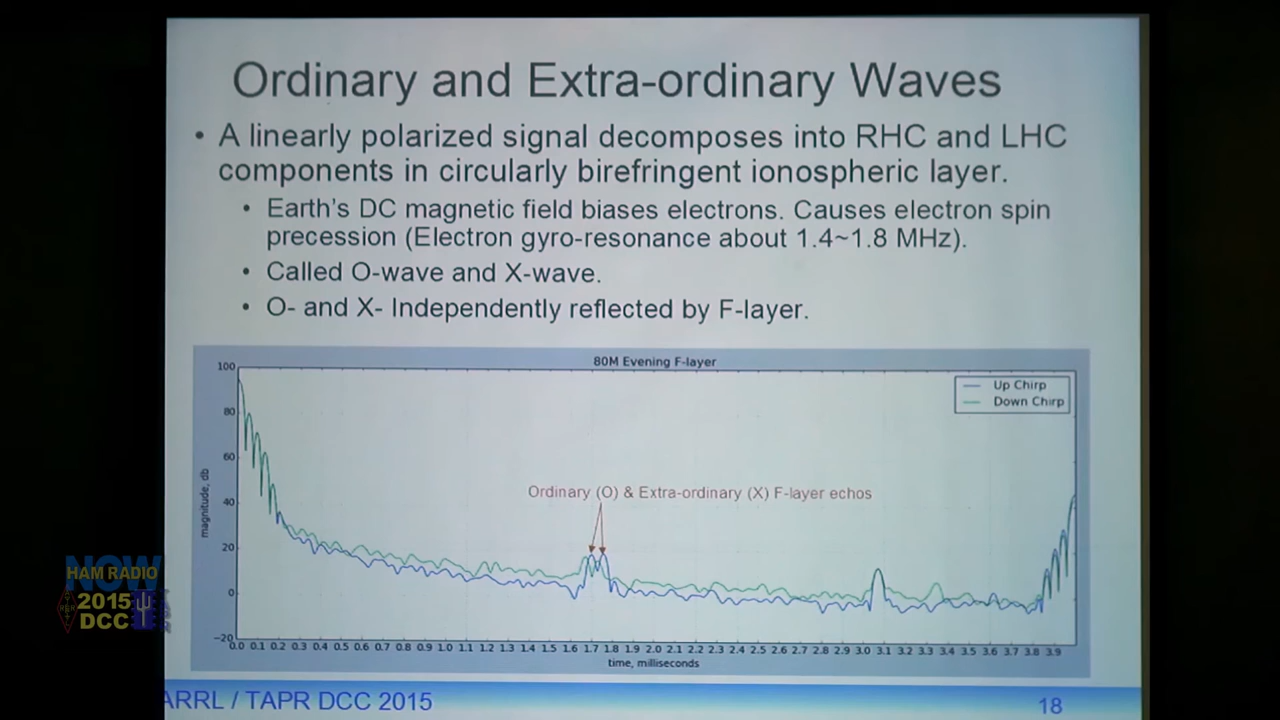 Ordinary and Extra-ordinary Waves
• A linearly polarized signal decomposes into RHC and LHC
components in circularly birefringent ionospheric layer.
• Earth's DC magnetic field biases electrons. Causes electron spin
precession (Electron gyro-resonance about 1.4~1.8 MHz).
• Called O-wave and X-wave.
• O- and X- Independently reflected by F-layer.
80M Evening F-layer
Up Chirp
Down Chirp
magnitude, db
100
80
60
40
20
0
−20
Ordinary (O) & Extra-ordinary (X) F-layer echos
0.0 0.1 0.2 0.3 0.4 0.5 0.6 0.7 0.8 0.9 1.0 1.1 1.2 1.3 1.4 1.5 1.6 1.7 1.8 1.9 2.0 2.1 2.2 2.3 2.4 2.5 2.6 2.7 2.8 2.9 3.0 3.1 3.2 3.3 3.4 3.5 3.6 3.7 3.8 3.9
time, milliseconds
ARRL / TAPR DCC 2015
18
NOW
HAM RADIO
2015
DCC